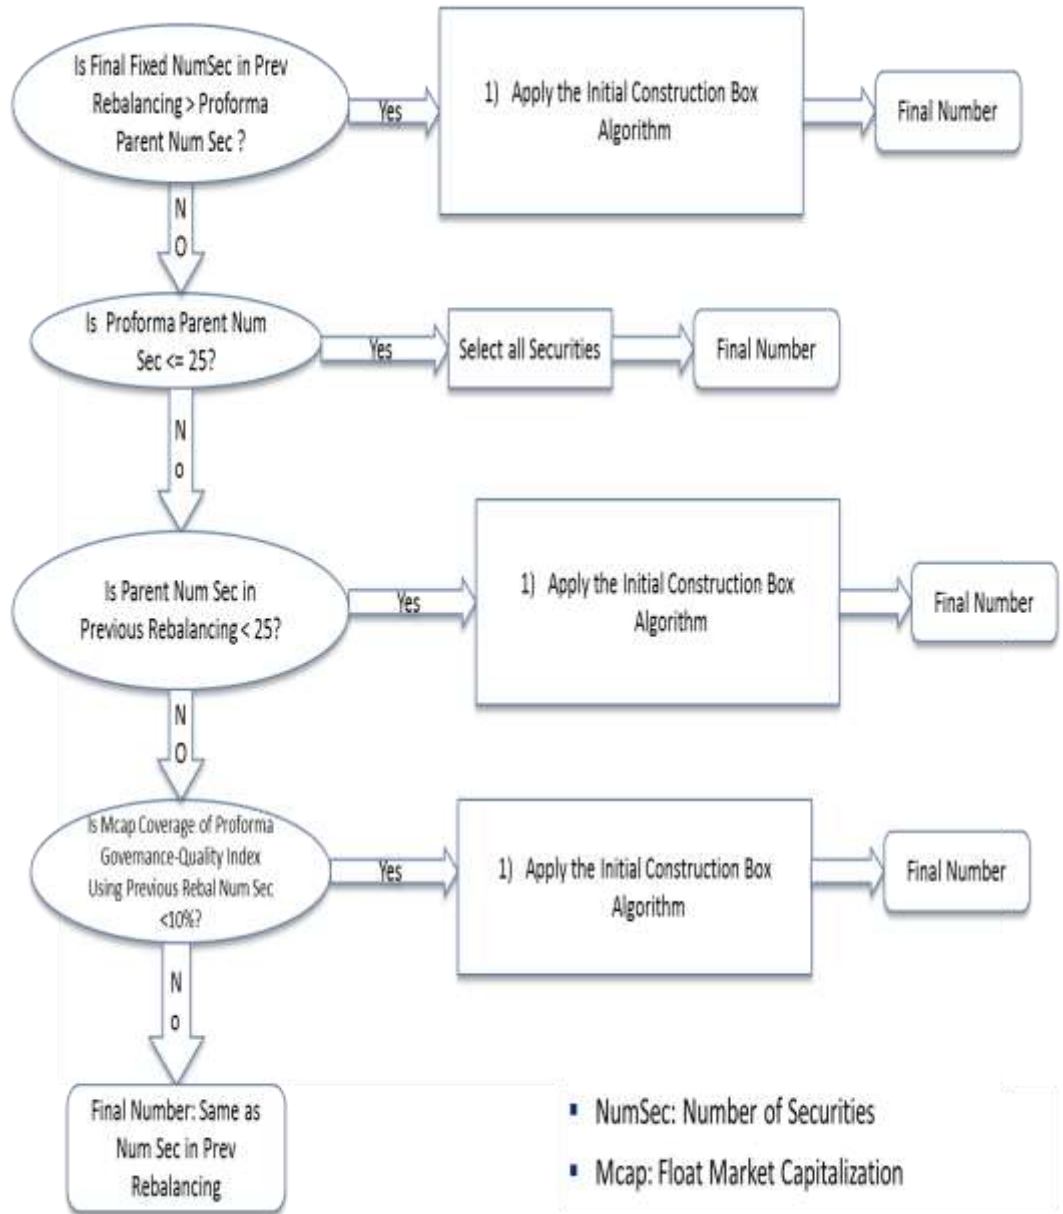 Is Final Fixed NumSec in Prev
Rebalancing > Proforma
Parent Num Sec ?
Yes
1) Apply the Initial Construction Box
Algorithm
Final Number
N
O
Is Proforma Parent Num
Sec <= 25?
Yes
Select all Securities
Final Number
N
o
Is Parent Num Sec in
Previous Rebalancing < 25?
Yes
1) Apply the Initial Construction Box
Algorithm
Final Number
N
O
Is Mcap Coverage of Proforma
Governance-Quality Index
Using Previous Rebal Num Sec
<10%?
Yes
1) Apply the Initial Construction Box
Algorithm
Final Number
N
o
Final Number: Same as
Num Sec in Prev
Rebalancing
▪ NumSec: Number of Securities
▪ Mcap: Float Market Capitalization